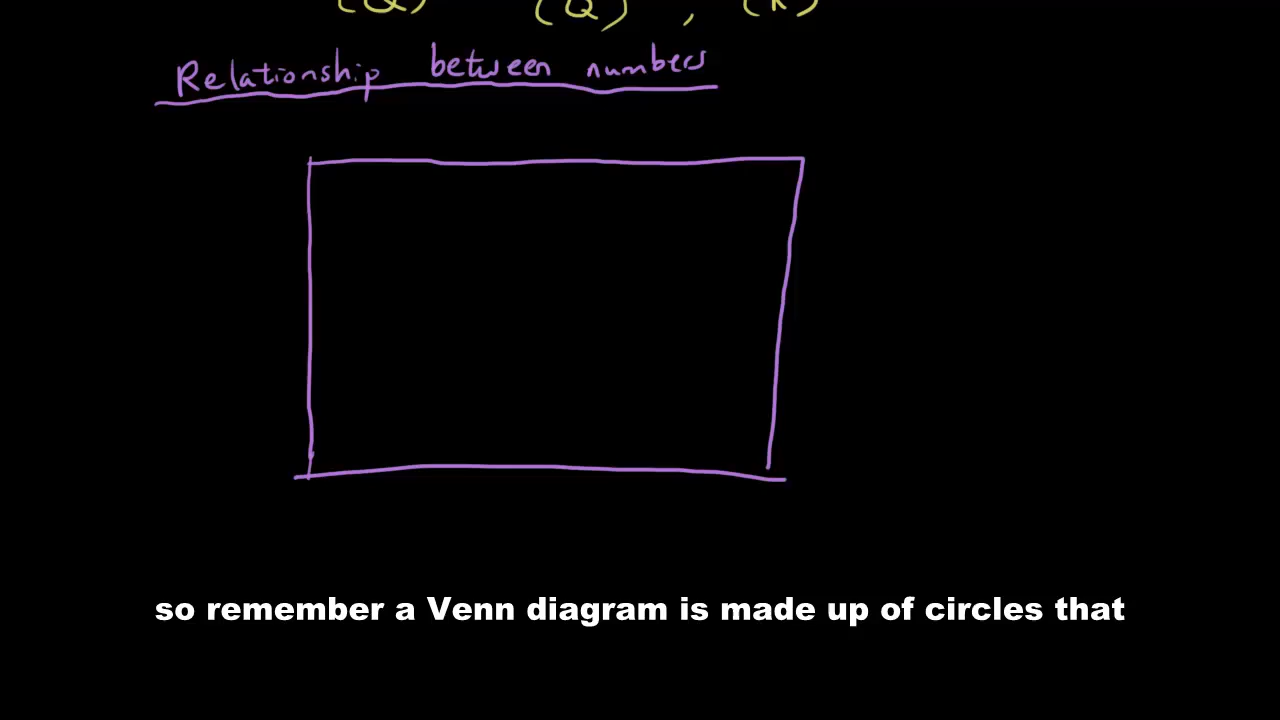 (Q) (Q) , (R)
Relationship between numbers
so remember a Venn diagram is made up of circles that